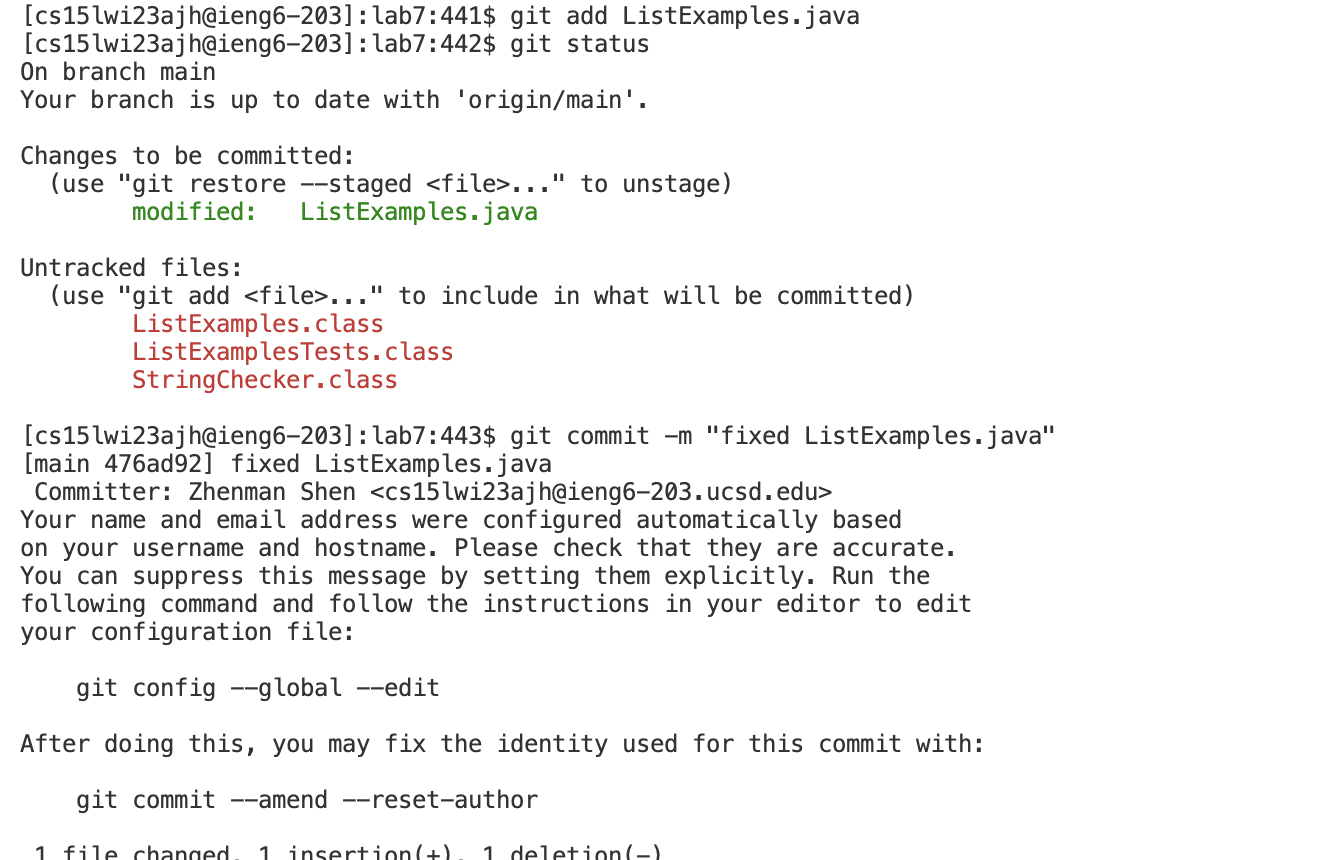 [cs15lwi23ajh@ieng6-203]:lab7:441$ git add ListExamples.java
[cs15lwi23ajh@ieng6-203]:lab7:442$ git status
On branch main
Your branch is up to date with 'origin/main'.
Changes to be committed:
  (use "git restore --staged <file>..." to unstage)
        modified:   ListExamples.java
Untracked files:
  (use "git add <file>..." to include in what will be committed)
        ListExamples.class
        ListExamplesTests.class
        StringChecker.class
[cs15lwi23ajh@ieng6-203]:lab7:443$ git commit -m "fixed ListExamples.java"
[main 476ad92] fixed ListExamples.java
 Committer: Zhenman Shen <cs15lwi23ajh@ieng6-203.ucsd.edu>
Your name and email address were configured automatically based
on your username and hostname. Please check that they are accurate.
You can suppress this message by setting them explicitly. Run the
following command and follow the instructions in your editor to edit
your configuration file:
    git config --global --edit
After doing this, you may fix the identity used for this commit with:
    git commit --amend --reset-author
 1 file changed, 1 insertion(+), 1 deletion(-)